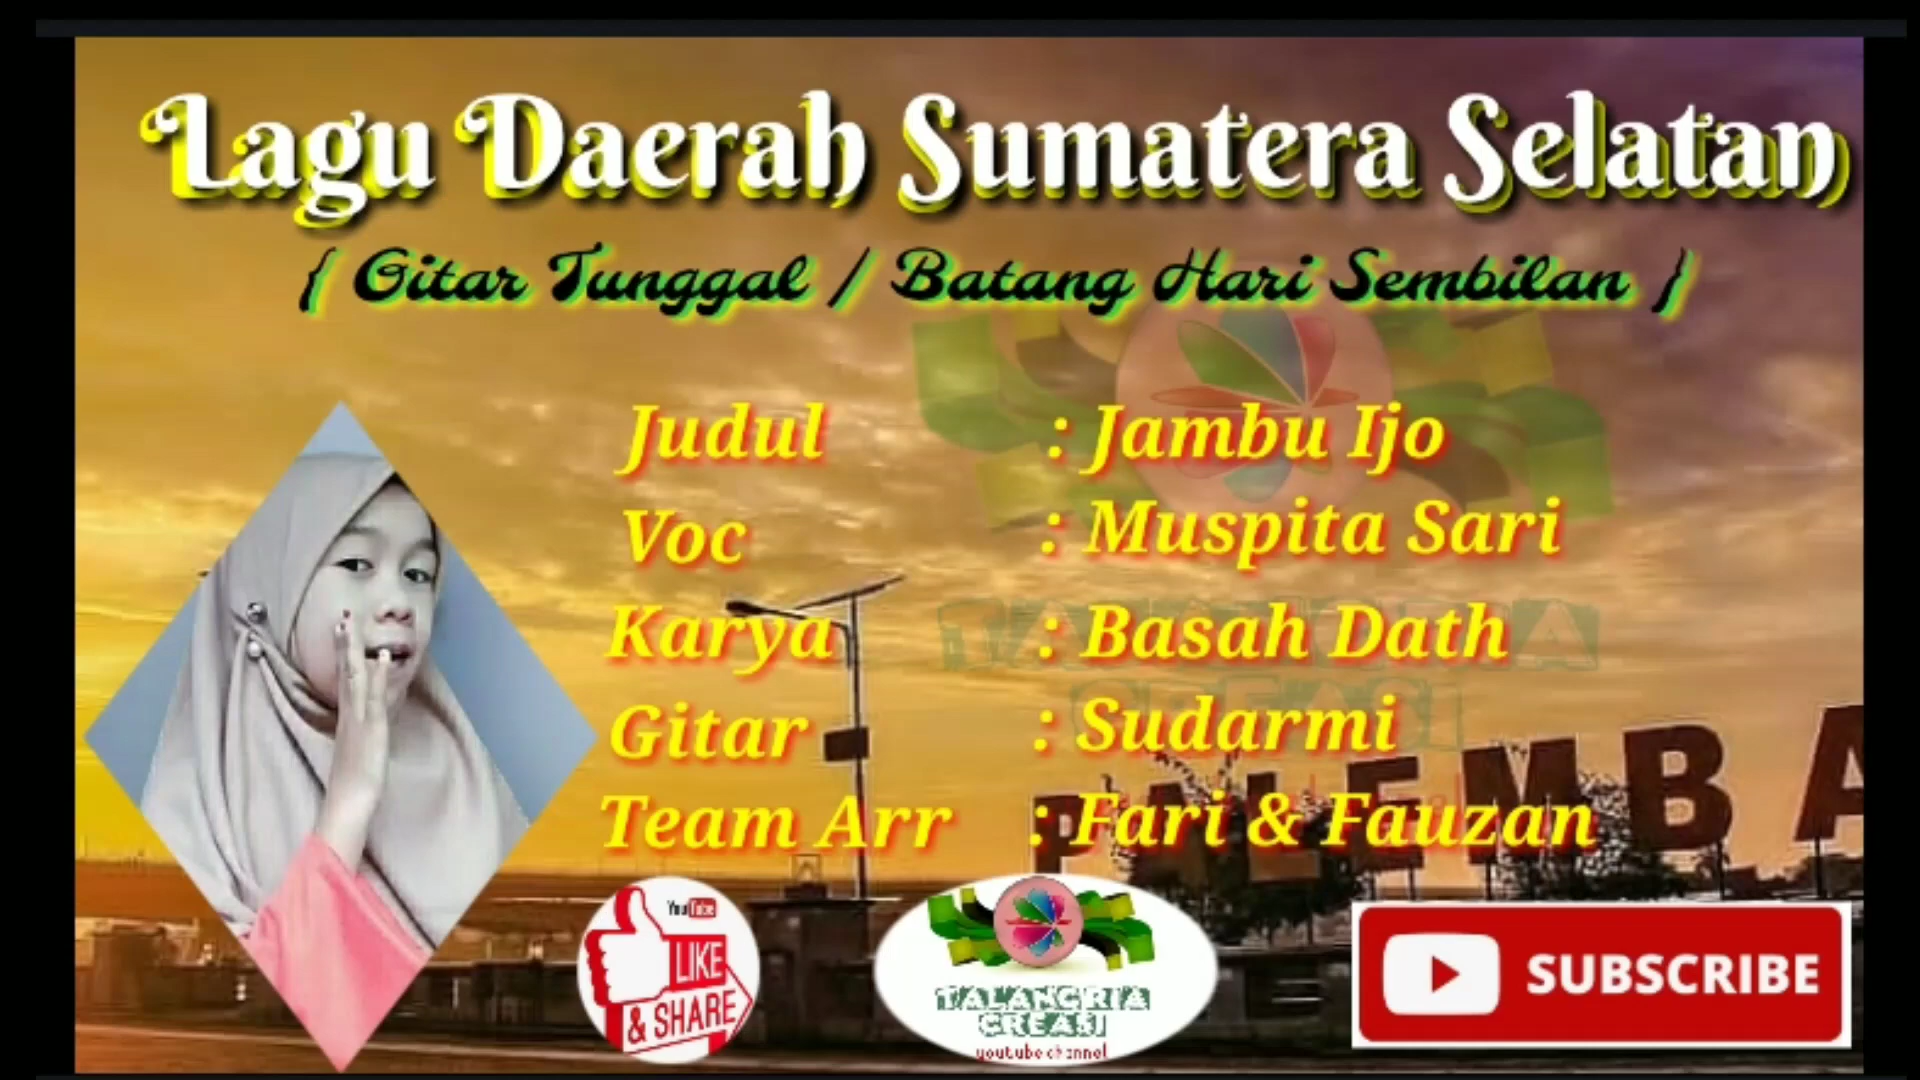 Lagu Daerah Sumatera Selatan
{ Gitar Tunggal / Batang Hari Sembilan }
Judul : Jambu Ijo
Voc : Muspita Sari
Karya : Basah Dath
Gitar : Sudarmi
Team Arr : Fari & Fauzan
PALEMBA
YouTube
LIKE
& SHARE
TALANGRIA
CREASI
youtube channel
SUBSCRIBE